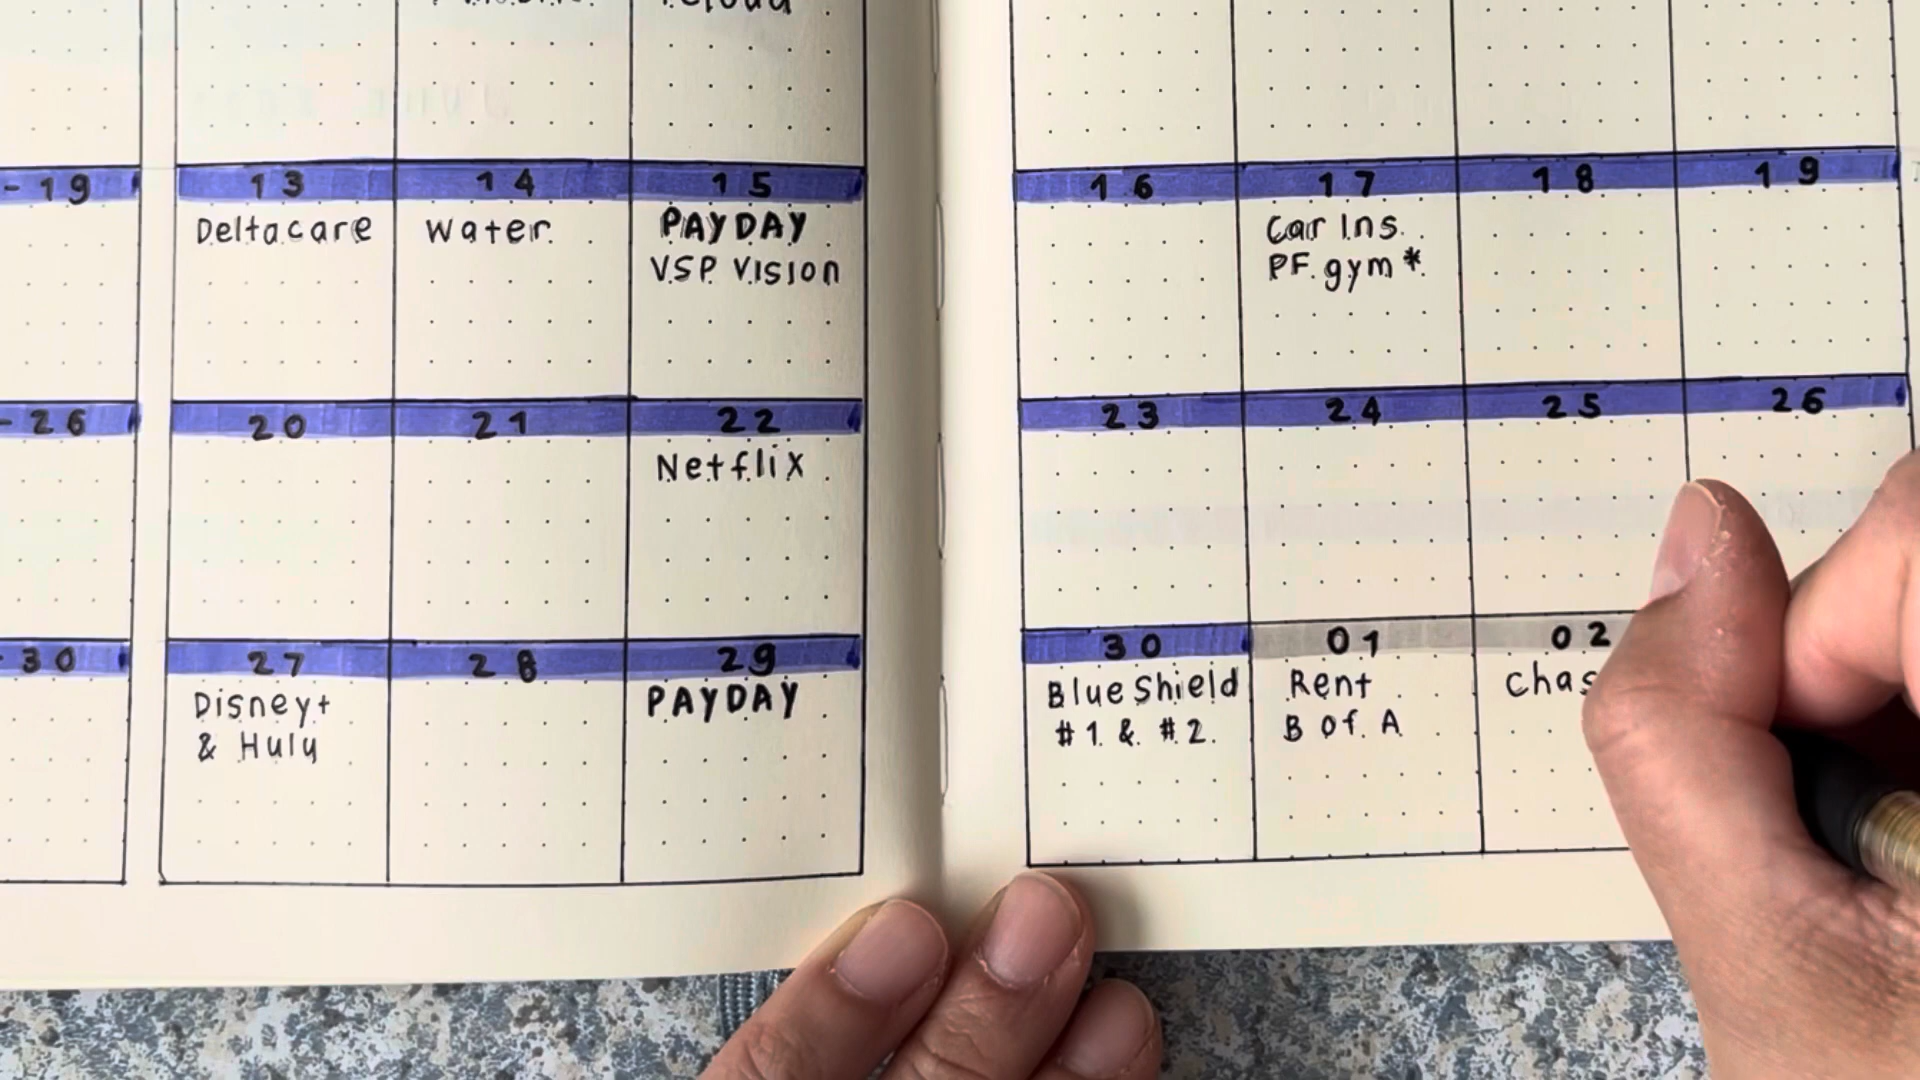 - 19
13
14
15
16
17
18
19
Deltacare
Water
PAYDAY
VSP Vision
Car Ins.
PF gym *
- 26
20
21
22
23
24
25
26
Netflix
- 30
27
28
29
30
01
02
Disney+
& Hulu
PAYDAY
Blue Shield
#1 & #2
Rent
B of A
Chas